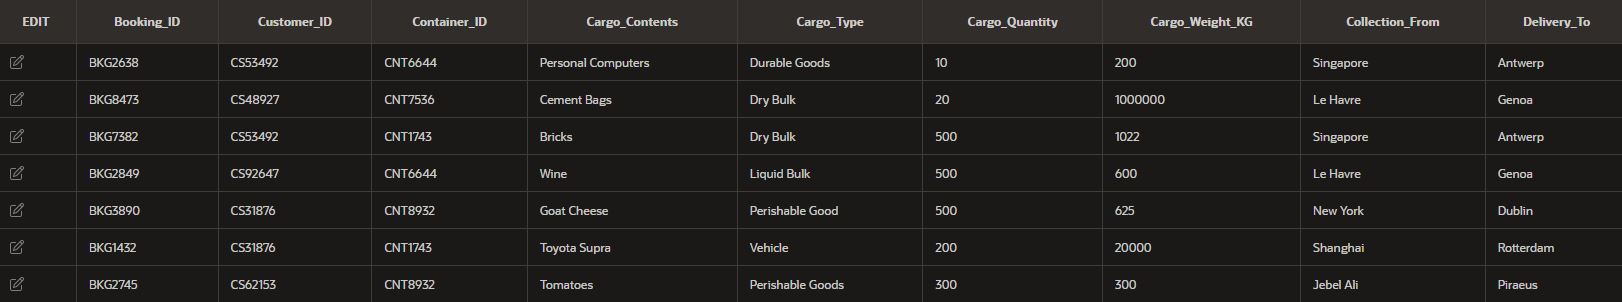 EDIT Booking_ID Customer_ID Container_ID Cargo_Contents Cargo_Type Cargo_Quantity Cargo_Weight_KG Collection_From Delivery_To
BKG2638 CS53492 CNT6644 Personal Computers Durable Goods 10 200 Singapore Antwerp
BKG8473 CS48927 CNT7536 Cement Bags Dry Bulk 20 1000000 Le Havre Genoa
BKG7382 CS53492 CNT1743 Bricks Dry Bulk 500 1022 Singapore Antwerp
BKG2849 CS92647 CNT6644 Wine Liquid Bulk 500 600 Le Havre Genoa
BKG3890 CS31876 CNT8932 Goat Cheese Perishable Good 500 625 New York Dublin
BKG1432 CS31876 CNT1743 Toyota Supra Vehicle 200 20000 Shanghai Rotterdam
BKG2745 CS62153 CNT8932 Tomatoes Perishable Goods 300 300 Jebel Ali Piraeus